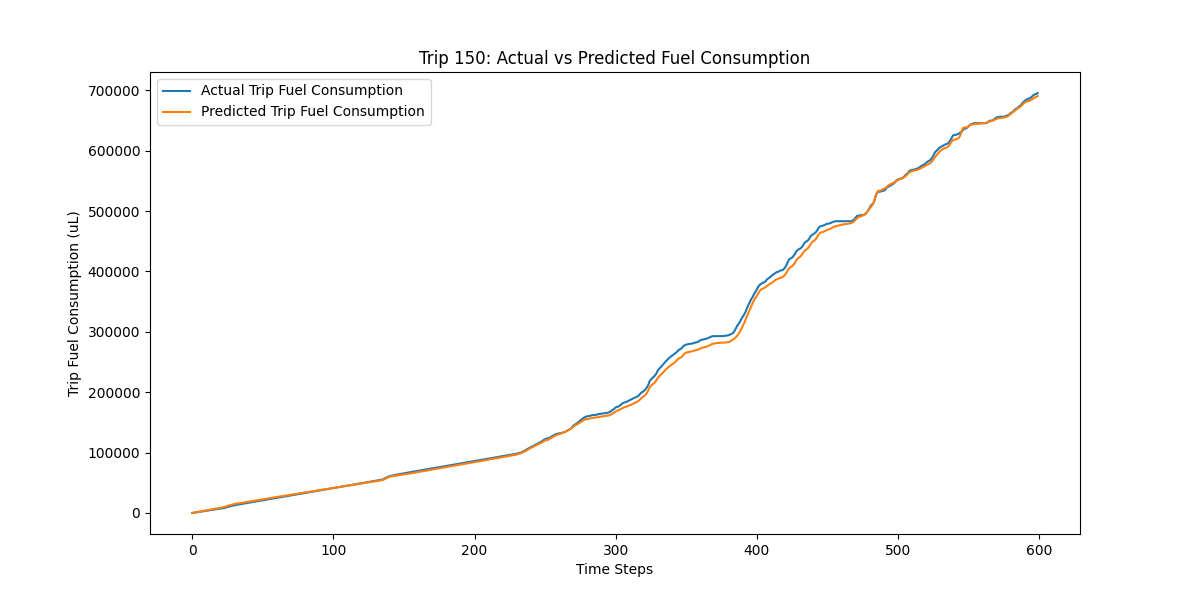 Trip 150: Actual vs Predicted Fuel Consumption
Actual Trip Fuel Consumption
Predicted Trip Fuel Consumption
Trip Fuel Consumption (uL)
700000
600000
500000
400000
300000
200000
100000
0
0 100 200 300 400 500 600
Time Steps